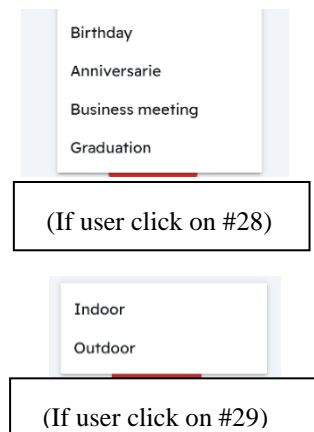 Birthday
Anniversarie
Business meeting
Graduation
(If user click on #28)
Indoor
Outdoor
(If user click on #29)